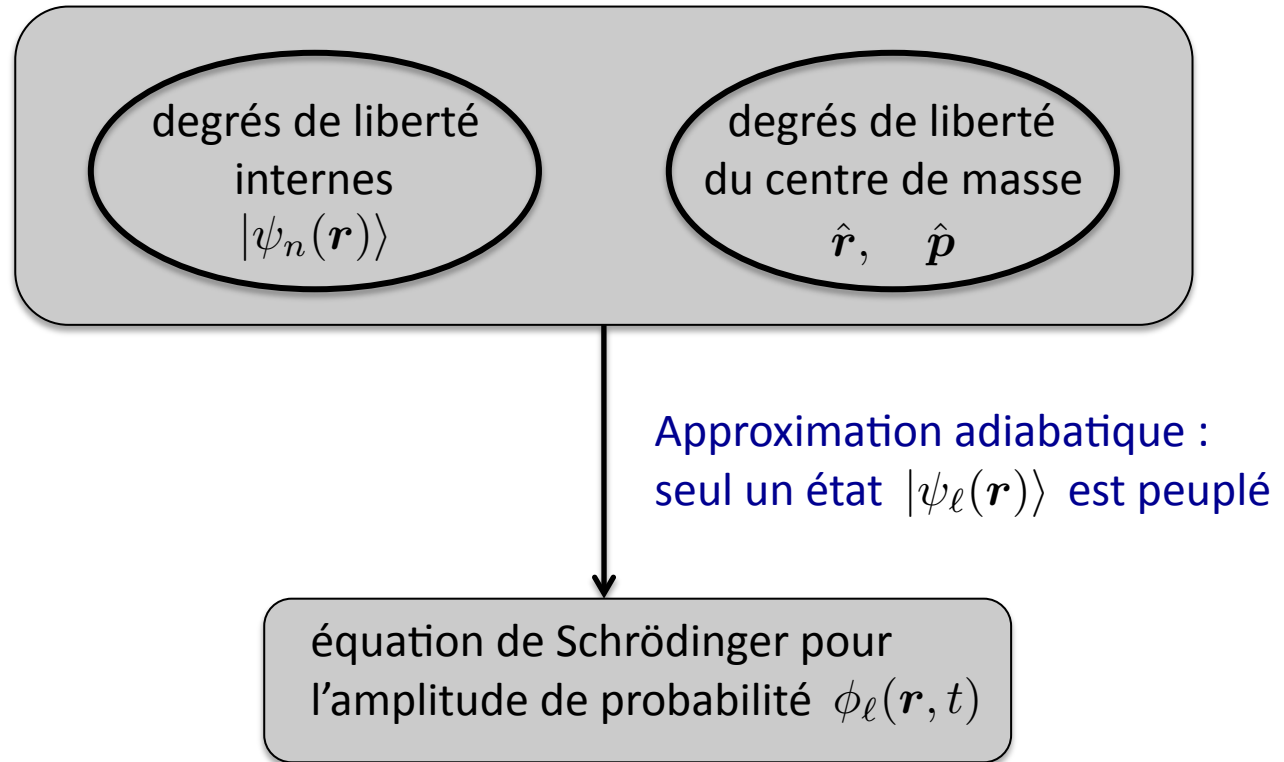 degrés de liberté
internes
|ψₙ(r)⟩
degrés de liberté
du centre de masse
r̂, p̂
Approximation adiabatique :
seul un état |ψ_ℓ(r)⟩ est peuplé
équation de Schrödinger pour
l’amplitude de probabilité ϕ_ℓ(r, t)